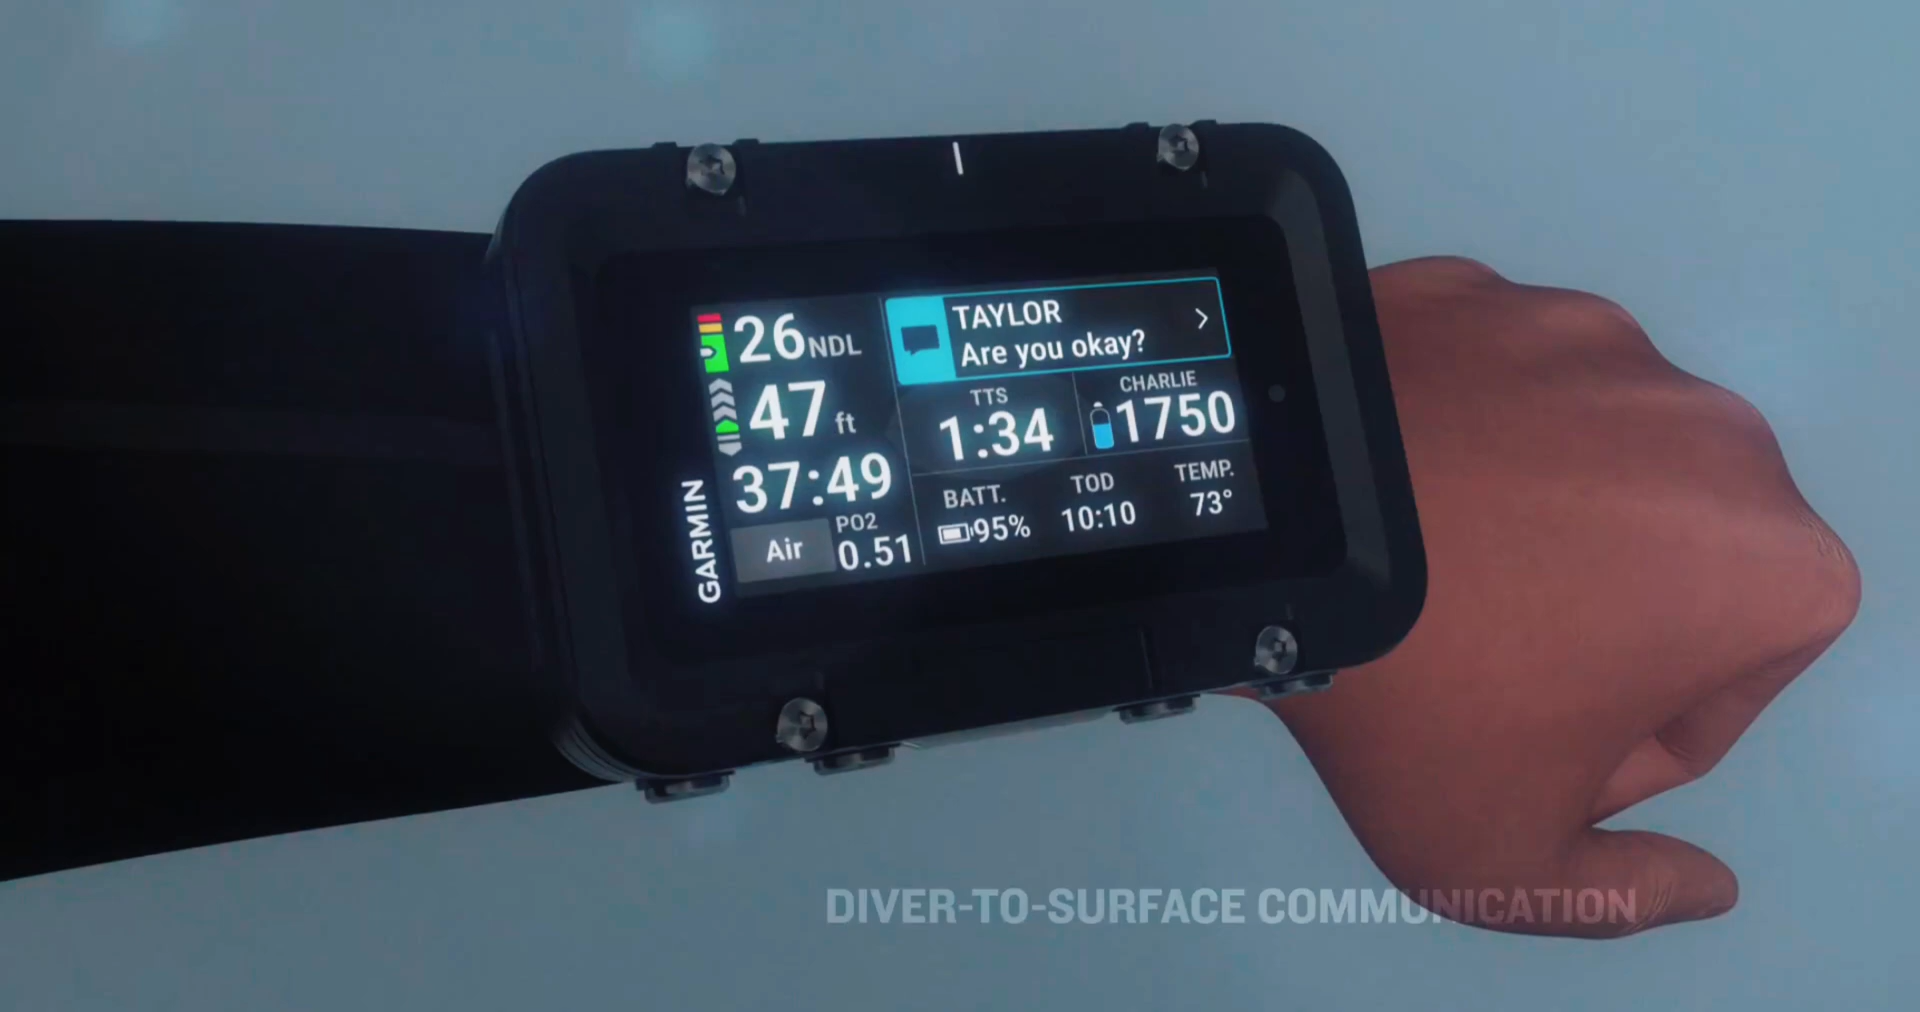 26 NDL
47 ft
37:49
Air
PO2
0.51
TAYLOR
Are you okay?
TTS
1:34
CHARLIE
1750
BATT.
95%
TOD
10:10
TEMP.
73°
GARMIN
DIVER-TO-SURFACE COMMUNICATION